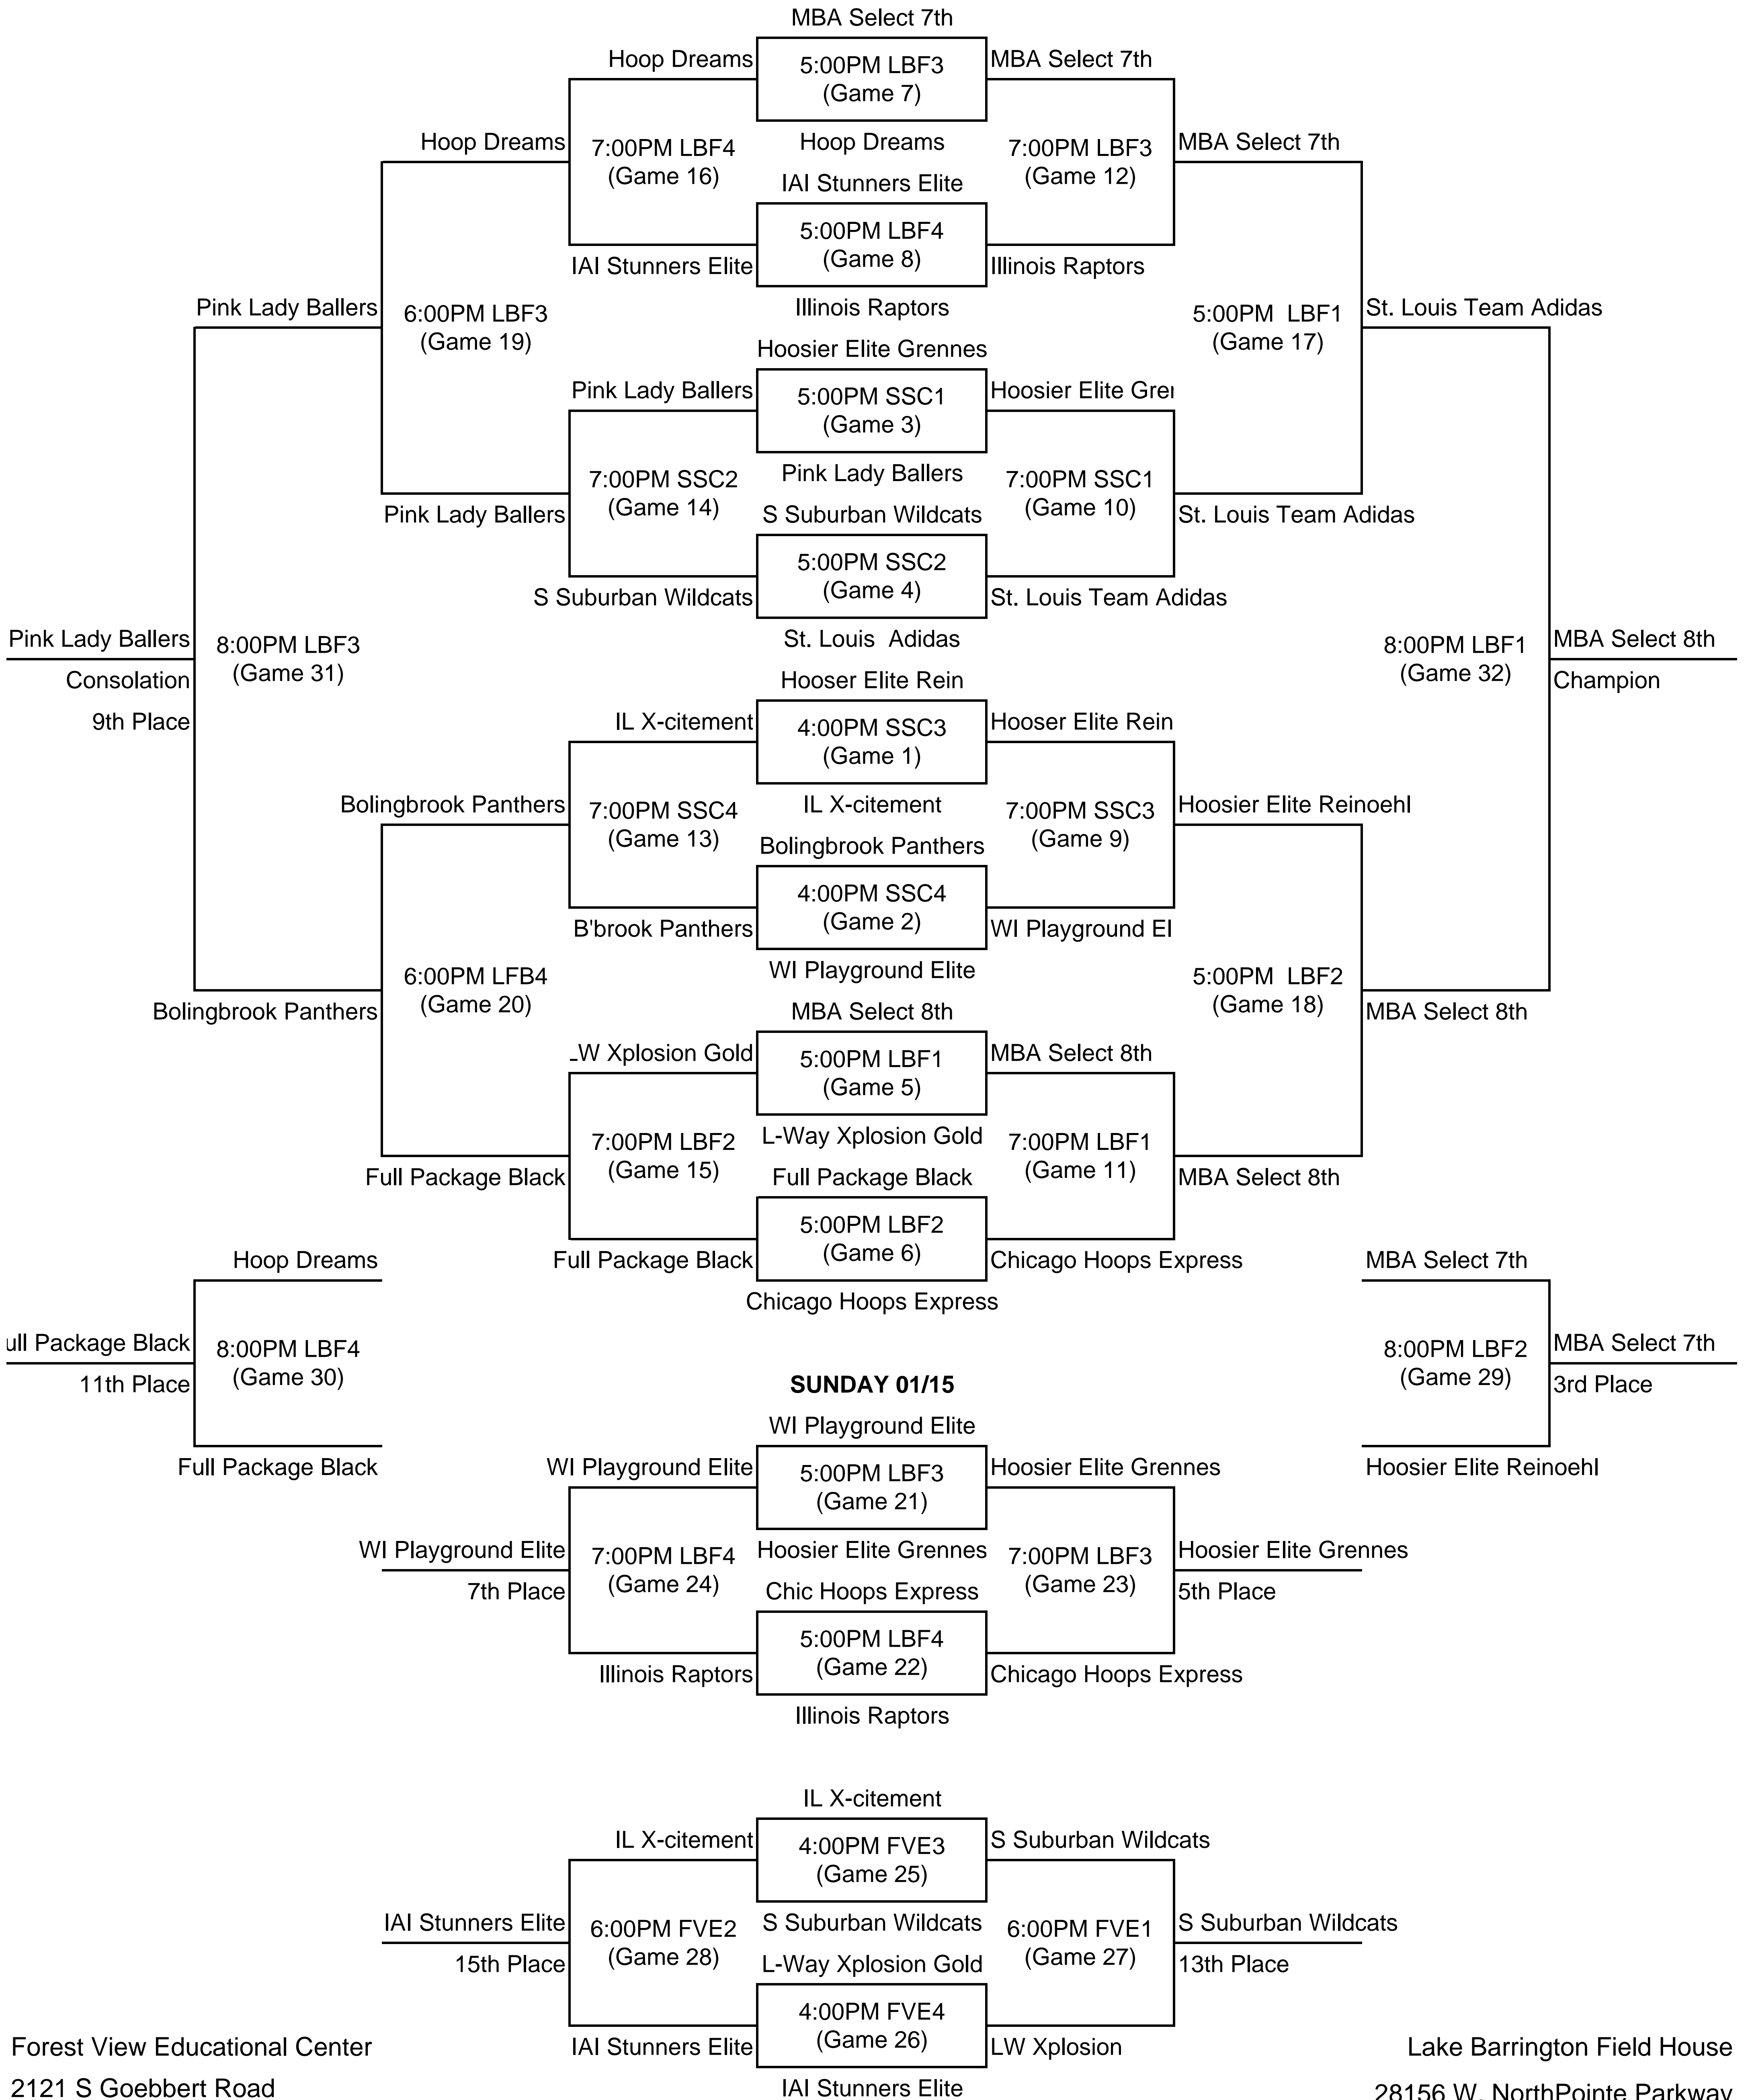 MBA Select 7th
Hoop Dreams
5:00PM LBF3
(Game 7)
MBA Select 7th
Hoop Dreams
7:00PM LBF4
(Game 16)
Hoop Dreams
7:00PM LBF3
(Game 12)
MBA Select 7th
IAI Stunners Elite
5:00PM LBF4
(Game 8)
IAI Stunners Elite
Illinois Raptors
Illinois Raptors
Pink Lady Ballers
6:00PM LBF3
(Game 19)
5:00PM LBF1
(Game 17)
St. Louis Team Adidas
Hoosier Elite Grennes
Pink Lady Ballers
5:00PM SSC1
(Game 3)
Hoosier Elite Gre
Pink Lady Ballers
7:00PM SSC2
(Game 14)
Pink Lady Ballers
7:00PM SSC1
(Game 10)
St. Louis Team Adidas
S Suburban Wildcats
5:00PM SSC2
(Game 4)
S Suburban Wildcats
St. Louis Team Adidas
St. Louis Adidas
Pink Lady Ballers
Consolation
9th Place
8:00PM LBF3
(Game 31)
8:00PM LBF1
(Game 32)
MBA Select 8th
Champion
Hooser Elite Rein
IL X-citement
4:00PM SSC3
(Game 1)
Hooser Elite Rein
Bolingbrook Panthers
7:00PM SSC4
(Game 13)
IL X-citement
7:00PM SSC3
(Game 9)
Hoosier Elite Reinoehl
Bolingbrook Panthers
4:00PM SSC4
(Game 2)
B'brook Panthers
WI Playground El
WI Playground Elite
Bolingbrook Panthers
6:00PM LFB4
(Game 20)
5:00PM LBF2
(Game 18)
MBA Select 8th
MBA Select 8th
W Xplosion Gold
5:00PM LBF1
(Game 5)
MBA Select 8th
L-Way Xplosion Gold
7:00PM LBF2
(Game 15)
7:00PM LBF1
(Game 11)
Full Package Black
Full Package Black
MBA Select 8th
5:00PM LBF2
(Game 6)
Full Package Black
Chicago Hoops Express
Chicago Hoops Express
Hoop Dreams
MBA Select 7th
ull Package Black
11th Place
8:00PM LBF4
(Game 30)
8:00PM LBF2
(Game 29)
MBA Select 7th
3rd Place
Full Package Black
Hoosier Elite Reinoehl
SUNDAY 01/15
WI Playground Elite
WI Playground Elite
5:00PM LBF3
(Game 21)
Hoosier Elite Grennes
WI Playground Elite
7th Place
7:00PM LBF4
(Game 24)
Hoosier Elite Grennes
7:00PM LBF3
(Game 23)
Hoosier Elite Grennes
5th Place
Chic Hoops Express
5:00PM LBF4
(Game 22)
Illinois Raptors
Chicago Hoops Express
Illinois Raptors
IL X-citement
IL X-citement
4:00PM FVE3
(Game 25)
S Suburban Wildcats
IAI Stunners Elite
15th Place
6:00PM FVE2
(Game 28)
S Suburban Wildcats
6:00PM FVE1
(Game 27)
S Suburban Wildcats
13th Place
L-Way Xplosion Gold
4:00PM FVE4
(Game 26)
IAI Stunners Elite
LW Xplosion
IAI Stunners Elite
Forest View Educational Center
2121 S Goebbert Road
Lake Barrington Field House
28156 W. NorthPointe Parkway